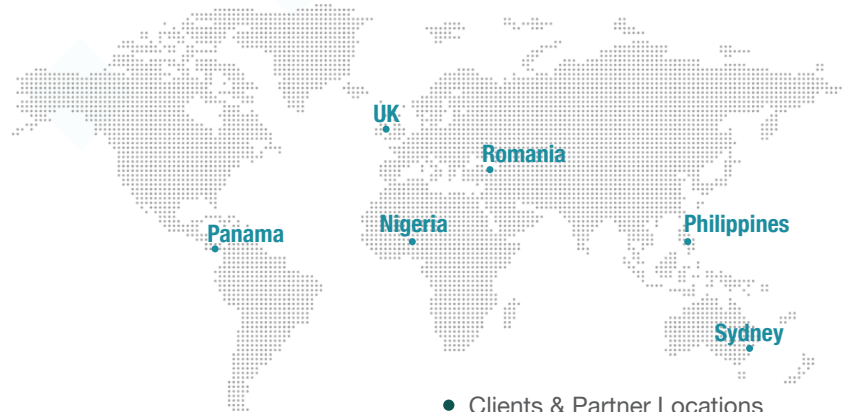 UK
Romania
Panama
Nigeria
Philippines
Sydney
Clients & Partner Locations